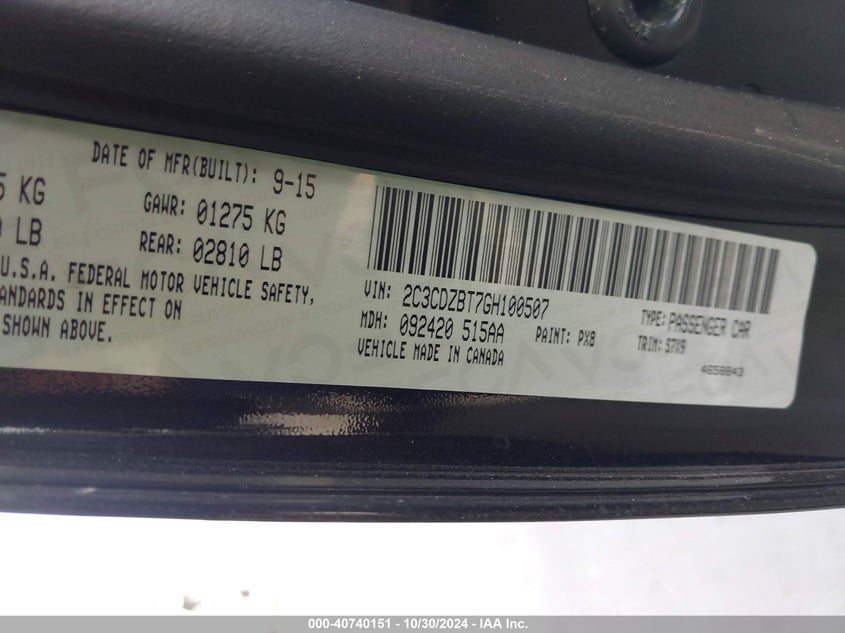 DATE OF MFR(BUILT): 9-15
KG
GAWR: 01275 KG
LB
REAR: 02810 LB
U.S.A. FEDERAL MOTOR VEHICLE SAFETY,
IN EFFECT ON
SHOWN ABOVE.
VIN: 2C3CDZBT7GH100507
TYPE: PASSENGER CAR
MDH: 092420 515AA
PAINT: PX8
TRIM: S7X9
VEHICLE MADE IN CANADA
4658843
000-40740151 - 10/30/2024 - IAA Inc.